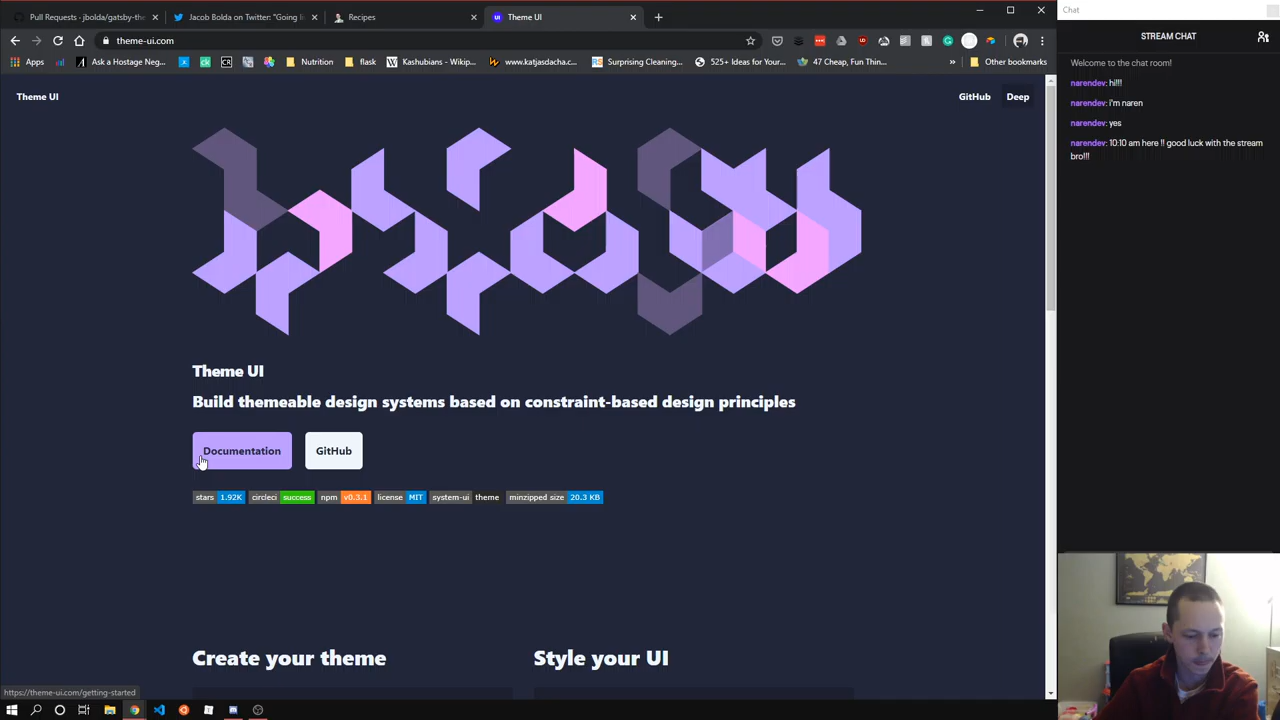 Pull Requests · jbolda/gatsby-the
Jacob Bolda on Twitter: "Going li
Recipes
Theme UI
Chat
theme-ui.com
STREAM CHAT
Apps
Ask a Hostage Neg...
Nutrition
flask
Kashubians - Wikip...
www.katjasdacha.c...
Surprising Cleaning,...
525+ Ideas for Your...
47 Cheap, Fun Thin...
»
Other bookmarks
Welcome to the chat room!
narendev: hi!!!
narendev: i'm naren
narendev: yes
narendev: 10:10 am here !! good luck with the stream
bro!!!
Theme UI
GitHub
Deep
Theme UI
Build themeable design systems based on constraint-based design principles
Documentation
GitHub
stars 1.92K circleci success npm v0.3.1 license MIT system-ui theme minzipped size 20.3 KB
Create your theme
Style your UI
https://theme-ui.com/getting-started